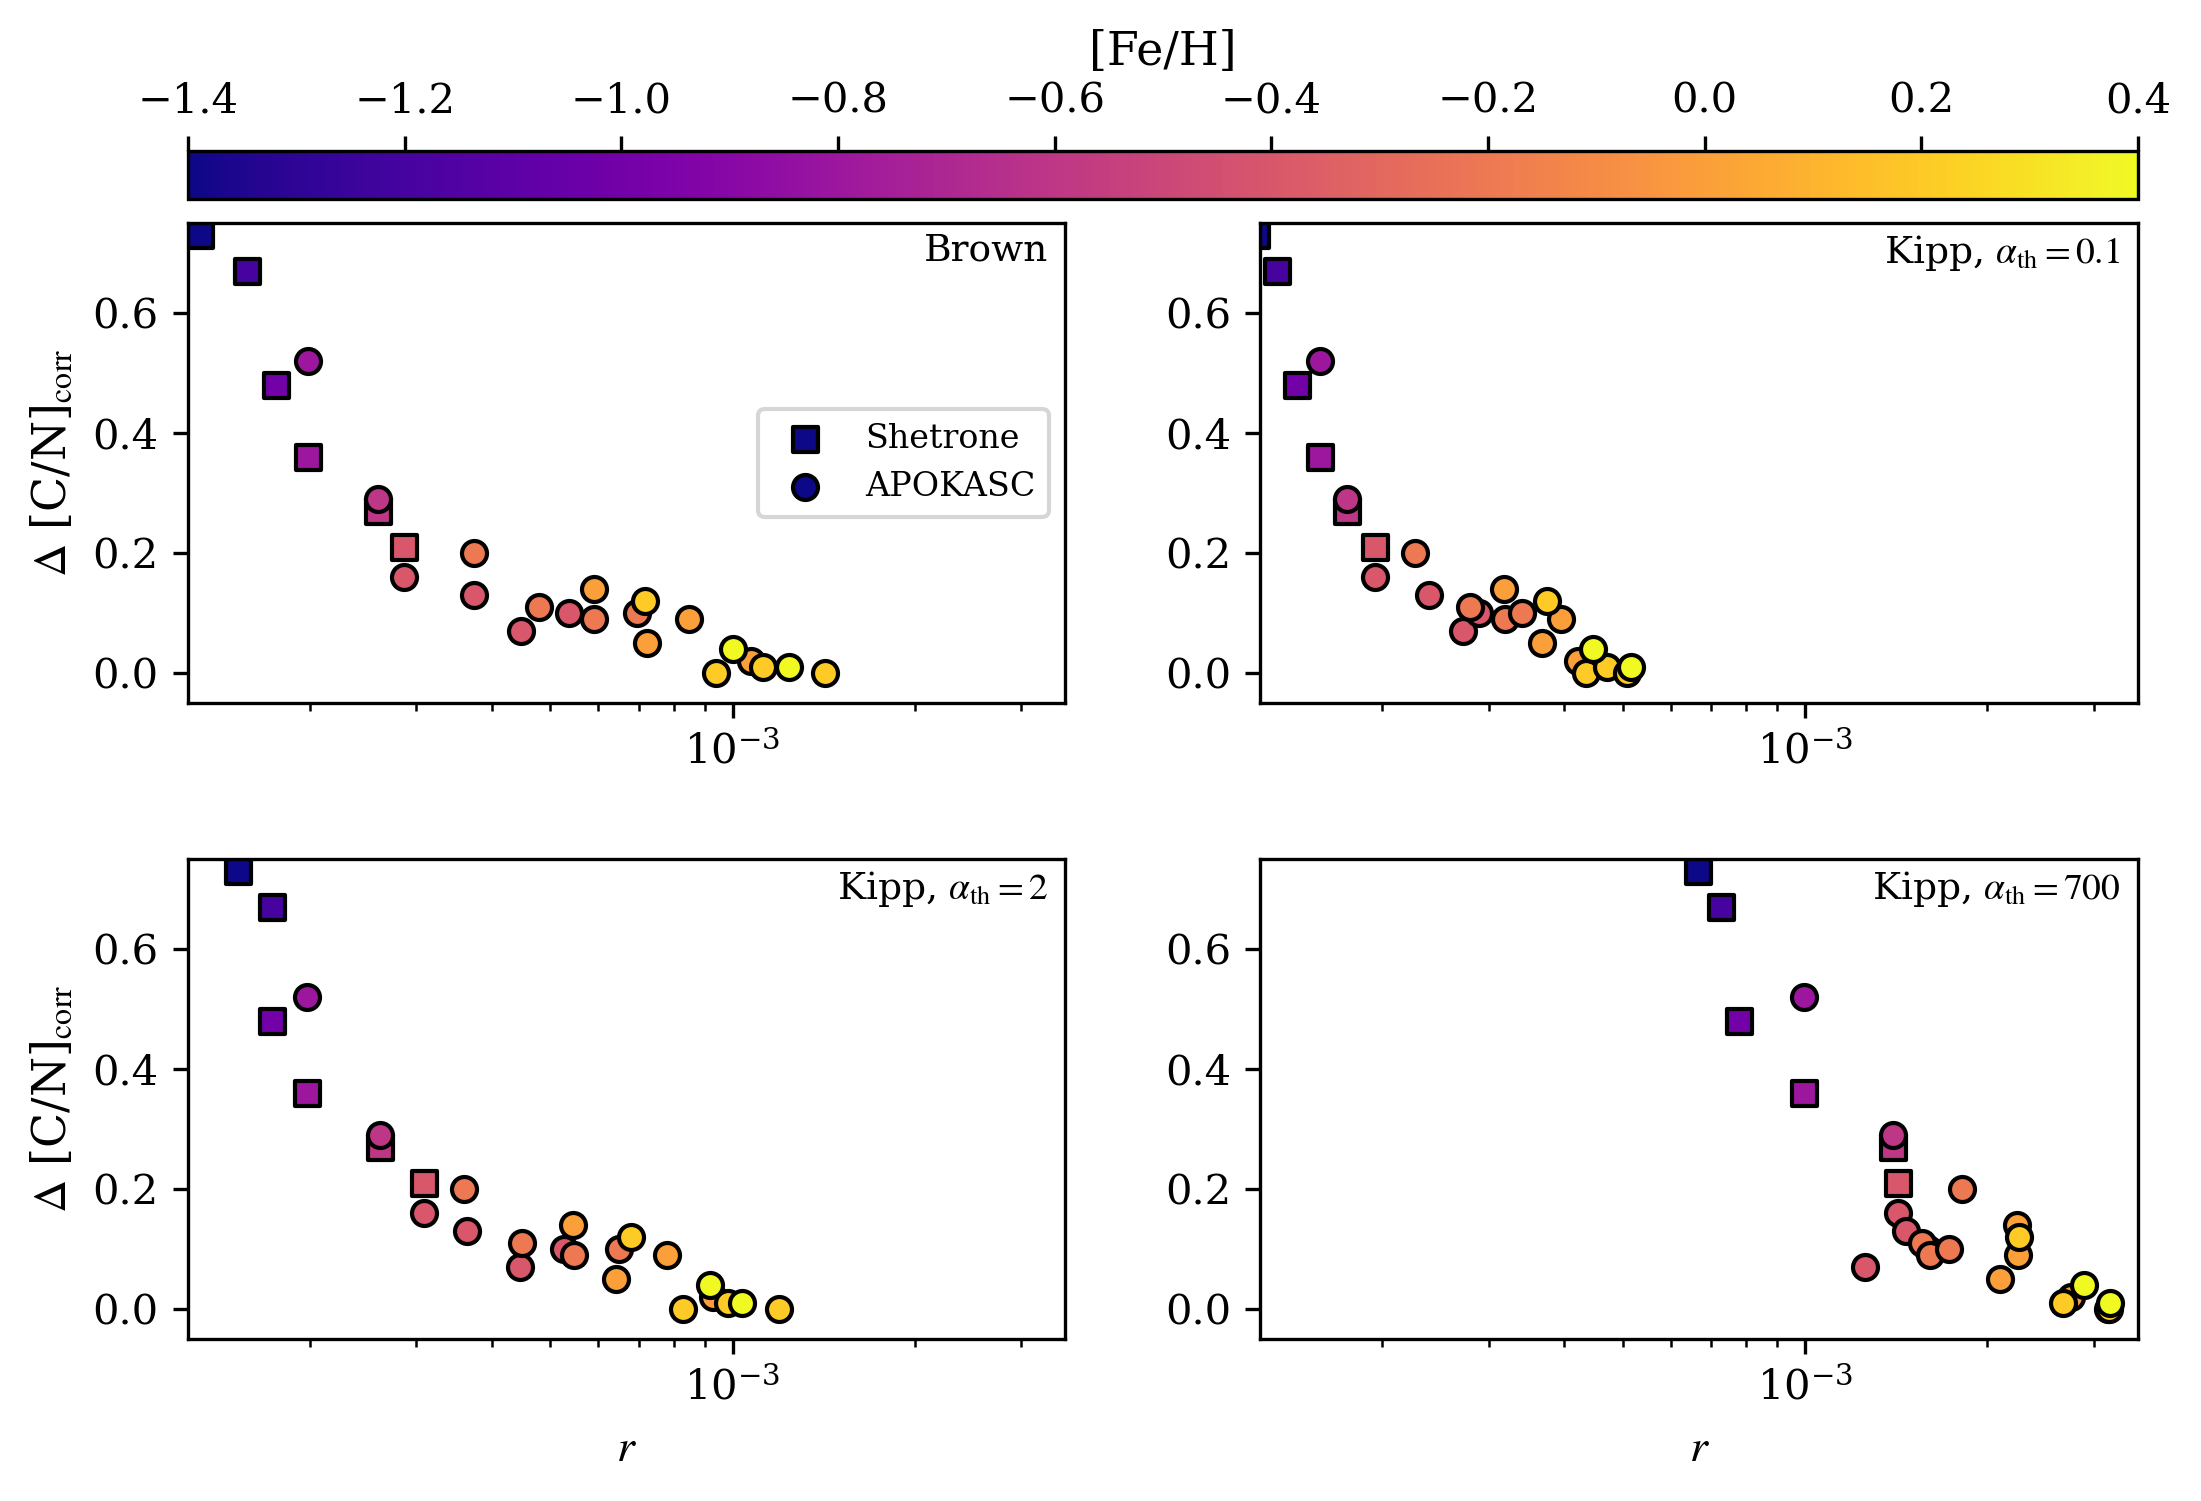 [Fe/H]
−1.4 −1.2 −1.0 −0.8 −0.6 −0.4 −0.2 0.0 0.2 0.4
Brown
Δ [C/N]corr
0.6
0.4
0.2
0.0
Shetrone
APOKASC
10⁻³
Kipp, αth = 0.1
0.6
0.4
0.2
0.0
10⁻³
Kipp, αth = 2
Δ [C/N]corr
0.6
0.4
0.2
0.0
10⁻³
r
Kipp, αth = 700
0.6
0.4
0.2
0.0
10⁻³
r